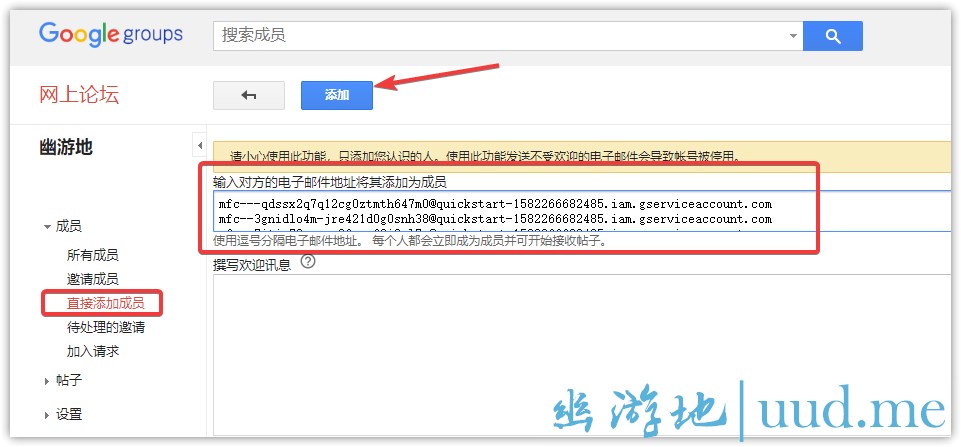 Google groups
搜索成员
网上论坛
添加
幽游地
请小心使用此功能，只添加您认识的人。使用此功能发送不受欢迎的电子邮件会导致帐号被停用。
输入对方的电子邮件地址将其添加为成员
mfc---qdssx2q7q12cg0ztmth647m0@quickstart-1582266682485.iam.gserviceaccount.com
mfc--3gnidlo4m-jre421d0g0snh38@quickstart-1582266682485.iam.gserviceaccount.com
使用逗号分隔电子邮件地址。 每个人都会立即成为成员并可开始接收帖子。
撰写欢迎讯息 ?
成员
所有成员
邀请成员
直接添加成员
待处理的邀请
加入请求
帖子
设置
幽游地|uud.me